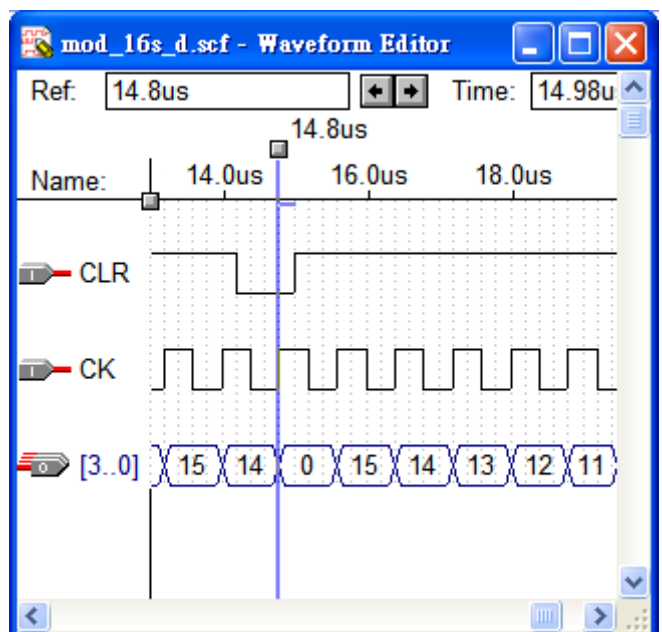 mod_16s_d.scf - Waveform Editor
Ref: 14.8us Time: 14.98u
14.8us
Name: 14.0us 16.0us 18.0us
CLR
CK
[3..0] 15 14 0 15 14 13 12 11